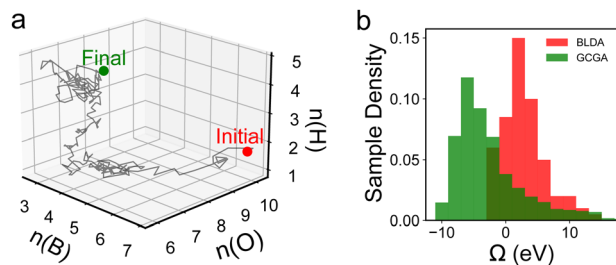 a
Final
Initial
5
4
3
2
1
n(H)
3
4
5
6
7
n(B)
6
7
8
9
10
n(O)
b
BLDA
GCGA
0.15
0.10
0.05
0.00
Sample Density
−10
0
10
Ω (eV)